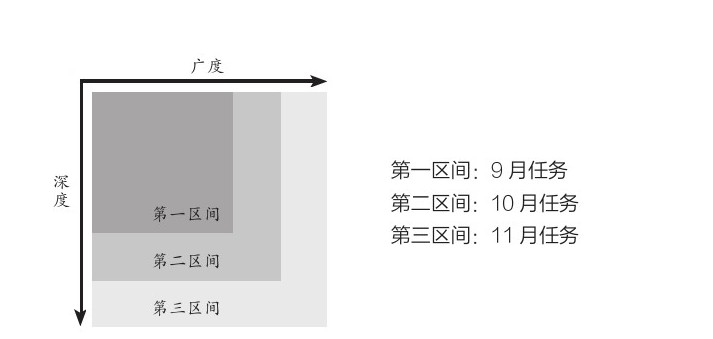 广度
深度
第一区间
第二区间
第三区间
第一区间：9 月任务
第二区间：10 月任务
第三区间：11 月任务